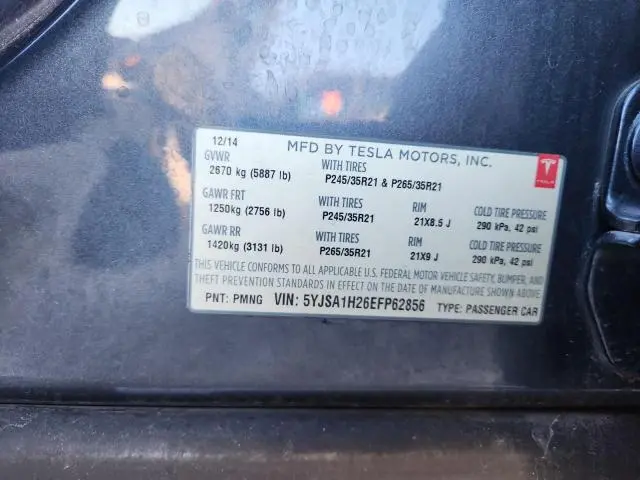 12/14 MFD BY TESLA MOTORS, INC.
GVWR WITH TIRES
2670 kg (5887 lb) P245/35R21 & P265/35R21
TESLA
GAWR FRT WITH TIRES RIM COLD TIRE PRESSURE
1250kg (2756 lb) P245/35R21 21X8.5 J 290 kPa, 42 psi
GAWR RR WITH TIRES RIM COLD TIRE PRESSURE
1420kg (3131 lb) P265/35R21 21X9 J 290 kPa, 42 psi
THIS VEHICLE CONFORMS TO ALL APPLICABLE U.S. FEDERAL MOTOR VEHICLE SAFETY, BUMPER, AND
THEFT PREVENTION STANDARDS IN EFFECT ON THE DATE OF MANUFACTURE SHOWN ABOVE.
PNT: PMNG VIN: 5YJSA1H26EFP62856 TYPE: PASSENGER CAR